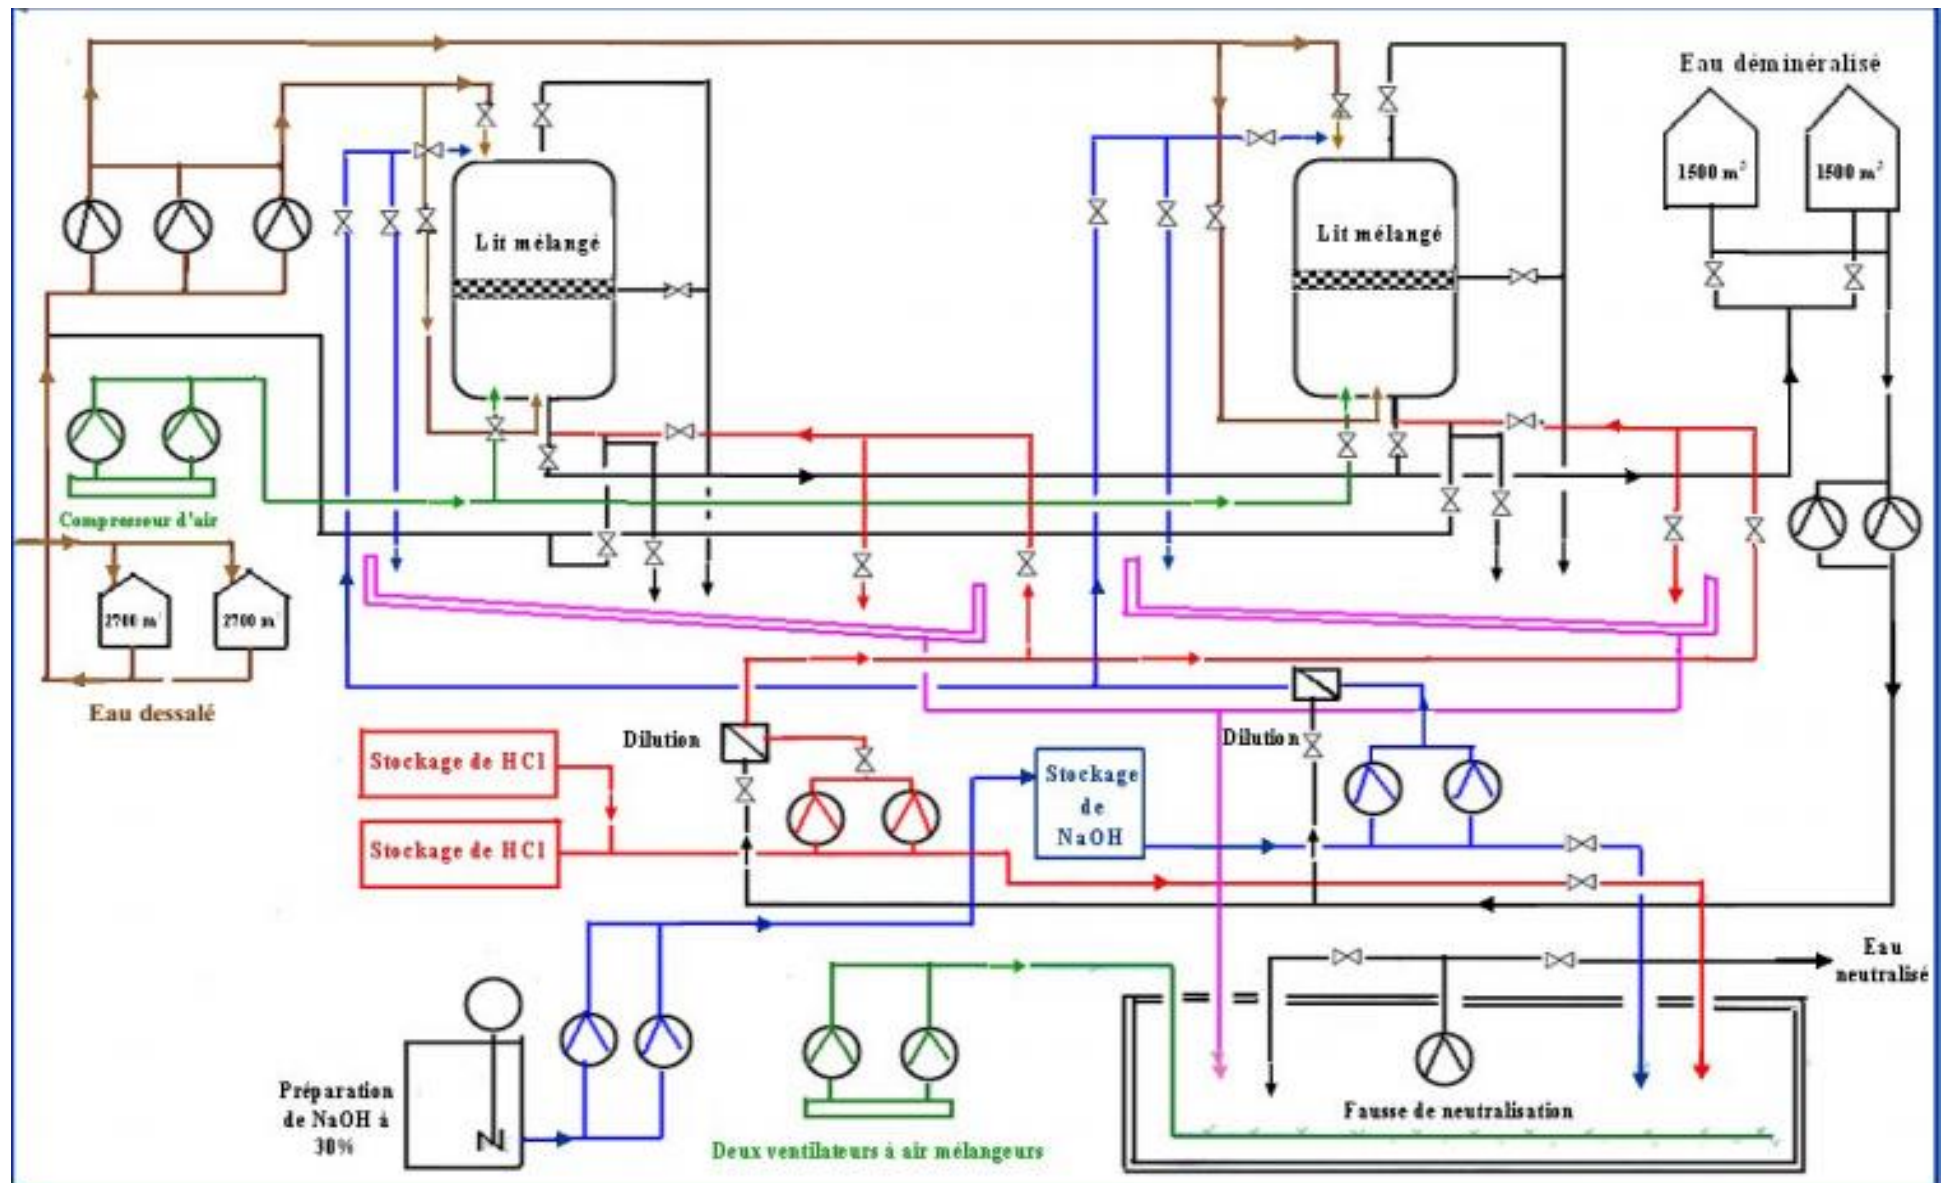 Eau déminéralisé
1500 m³
1500 m³
Lit mélangé
Lit mélangé
Compresseur d'air
2700 m³
2700 m
Eau dessalé
Stockage de HCl
Dilution
Dilution
Stockage
de
NaOH
Stockage de HCl
Eau
neutralisé
Préparation
de NaOH à
30%
Fausse de neutralisation
Deux ventilateurs à air mélangeurs